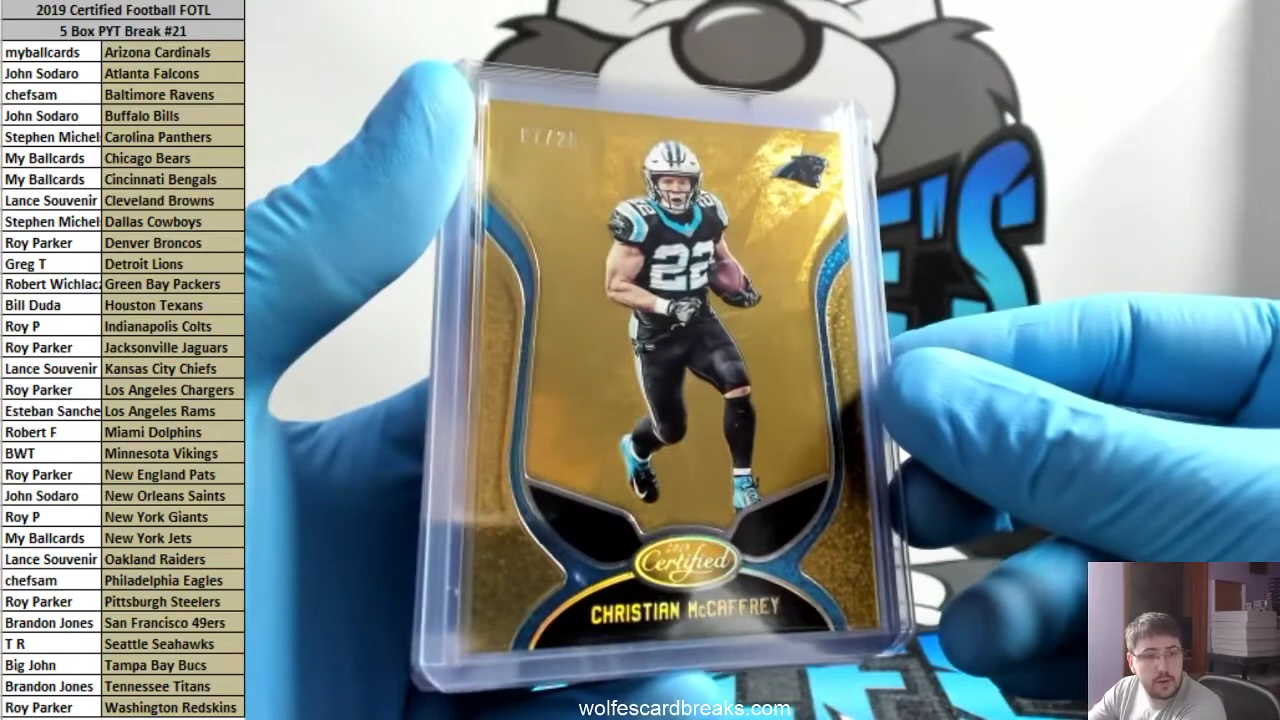 2019 Certified Football FOTL
5 Box PYT Break #21
myballcards Arizona Cardinals
John Sodaro Atlanta Falcons
chefsam Baltimore Ravens
John Sodaro Buffalo Bills
Stephen Michel Carolina Panthers
My Ballcards Chicago Bears
My Ballcards Cincinnati Bengals
Lance Souvenir Cleveland Browns
Stephen Michel Dallas Cowboys
Roy Parker Denver Broncos
Greg T Detroit Lions
Robert Wichlac Green Bay Packers
Bill Duda Houston Texans
Roy P Indianapolis Colts
Roy Parker Jacksonville Jaguars
Lance Souvenir Kansas City Chiefs
Roy Parker Los Angeles Chargers
Esteban Sanche Los Angeles Rams
Robert F Miami Dolphins
BWT Minnesota Vikings
Roy Parker New England Pats
John Sodaro New Orleans Saints
Roy P New York Giants
My Ballcards New York Jets
Lance Souvenir Oakland Raiders
chefsam Philadelphia Eagles
Roy Parker Pittsburgh Steelers
Brandon Jones San Francisco 49ers
T R Seattle Seahawks
Big John Tampa Bay Bucs
Brandon Jones Tennessee Titans
Roy Parker Washington Redskins
22
22
2019
Certified
CHRISTIAN McCAFFREY
wolfescardbreaks.com